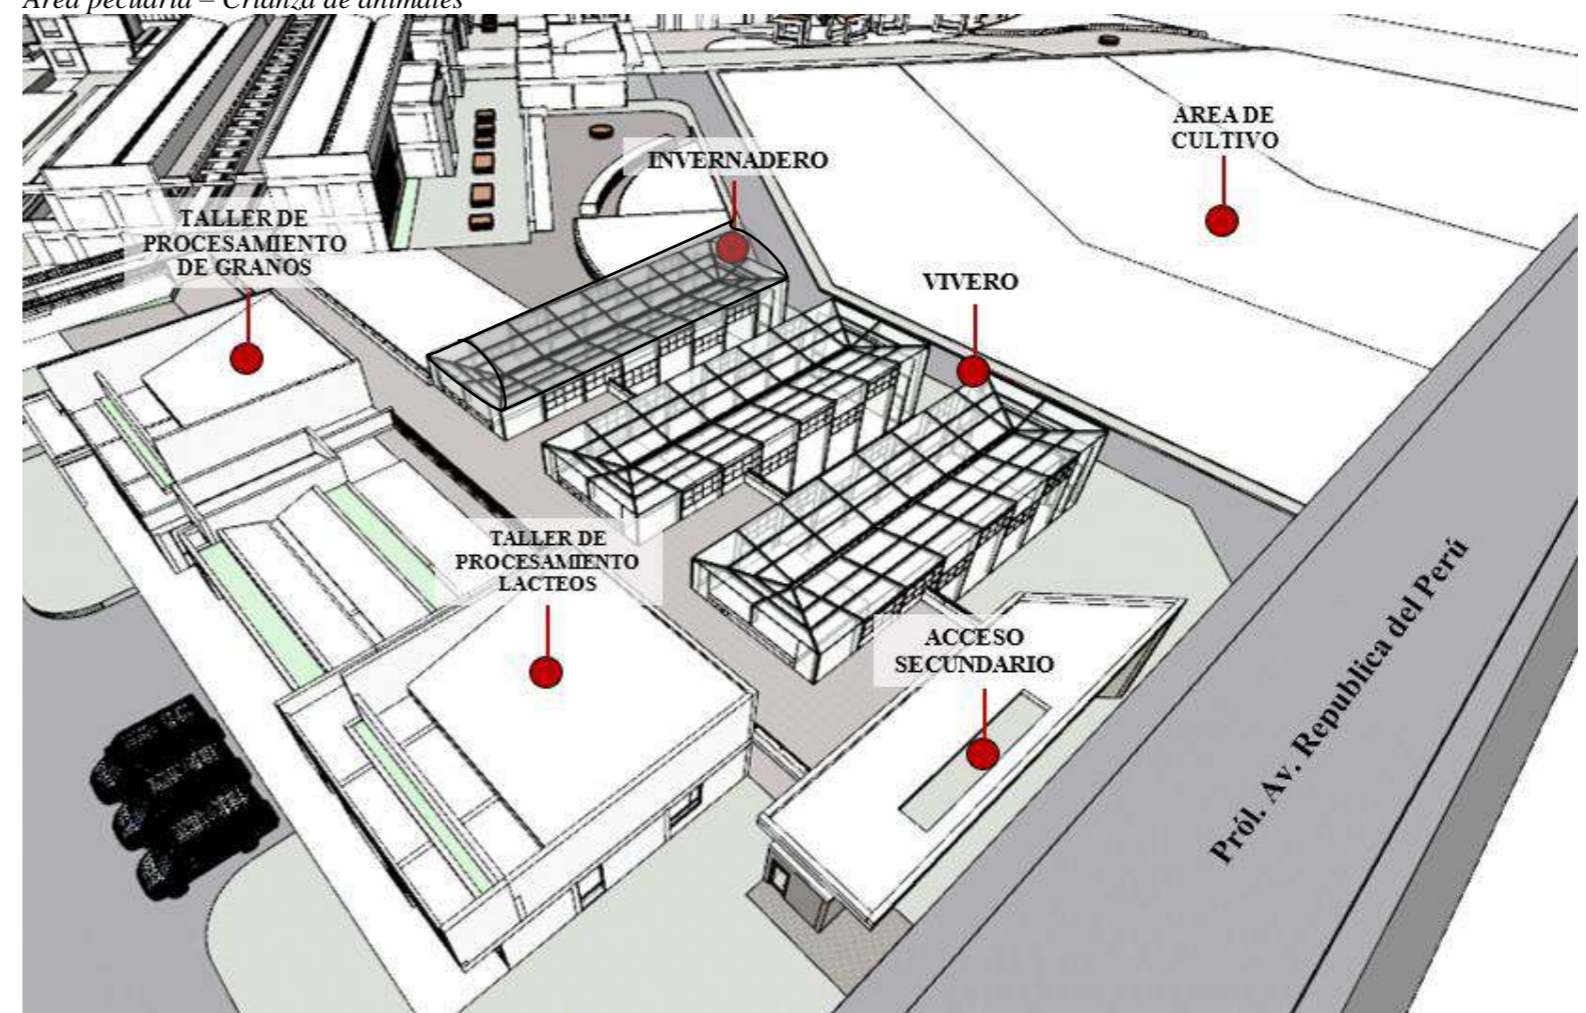 Área pecuaria – Crianza de animales
AREA DE
CULTIVO
INVERNADERO
TALLER DE
PROCESAMIENTO
DE GRANOS
VIVERO
TALLER DE
PROCESAMIENTO
LACTEOS
ACCESO
SECUNDARIO
Pról. Av. Republica del Perú